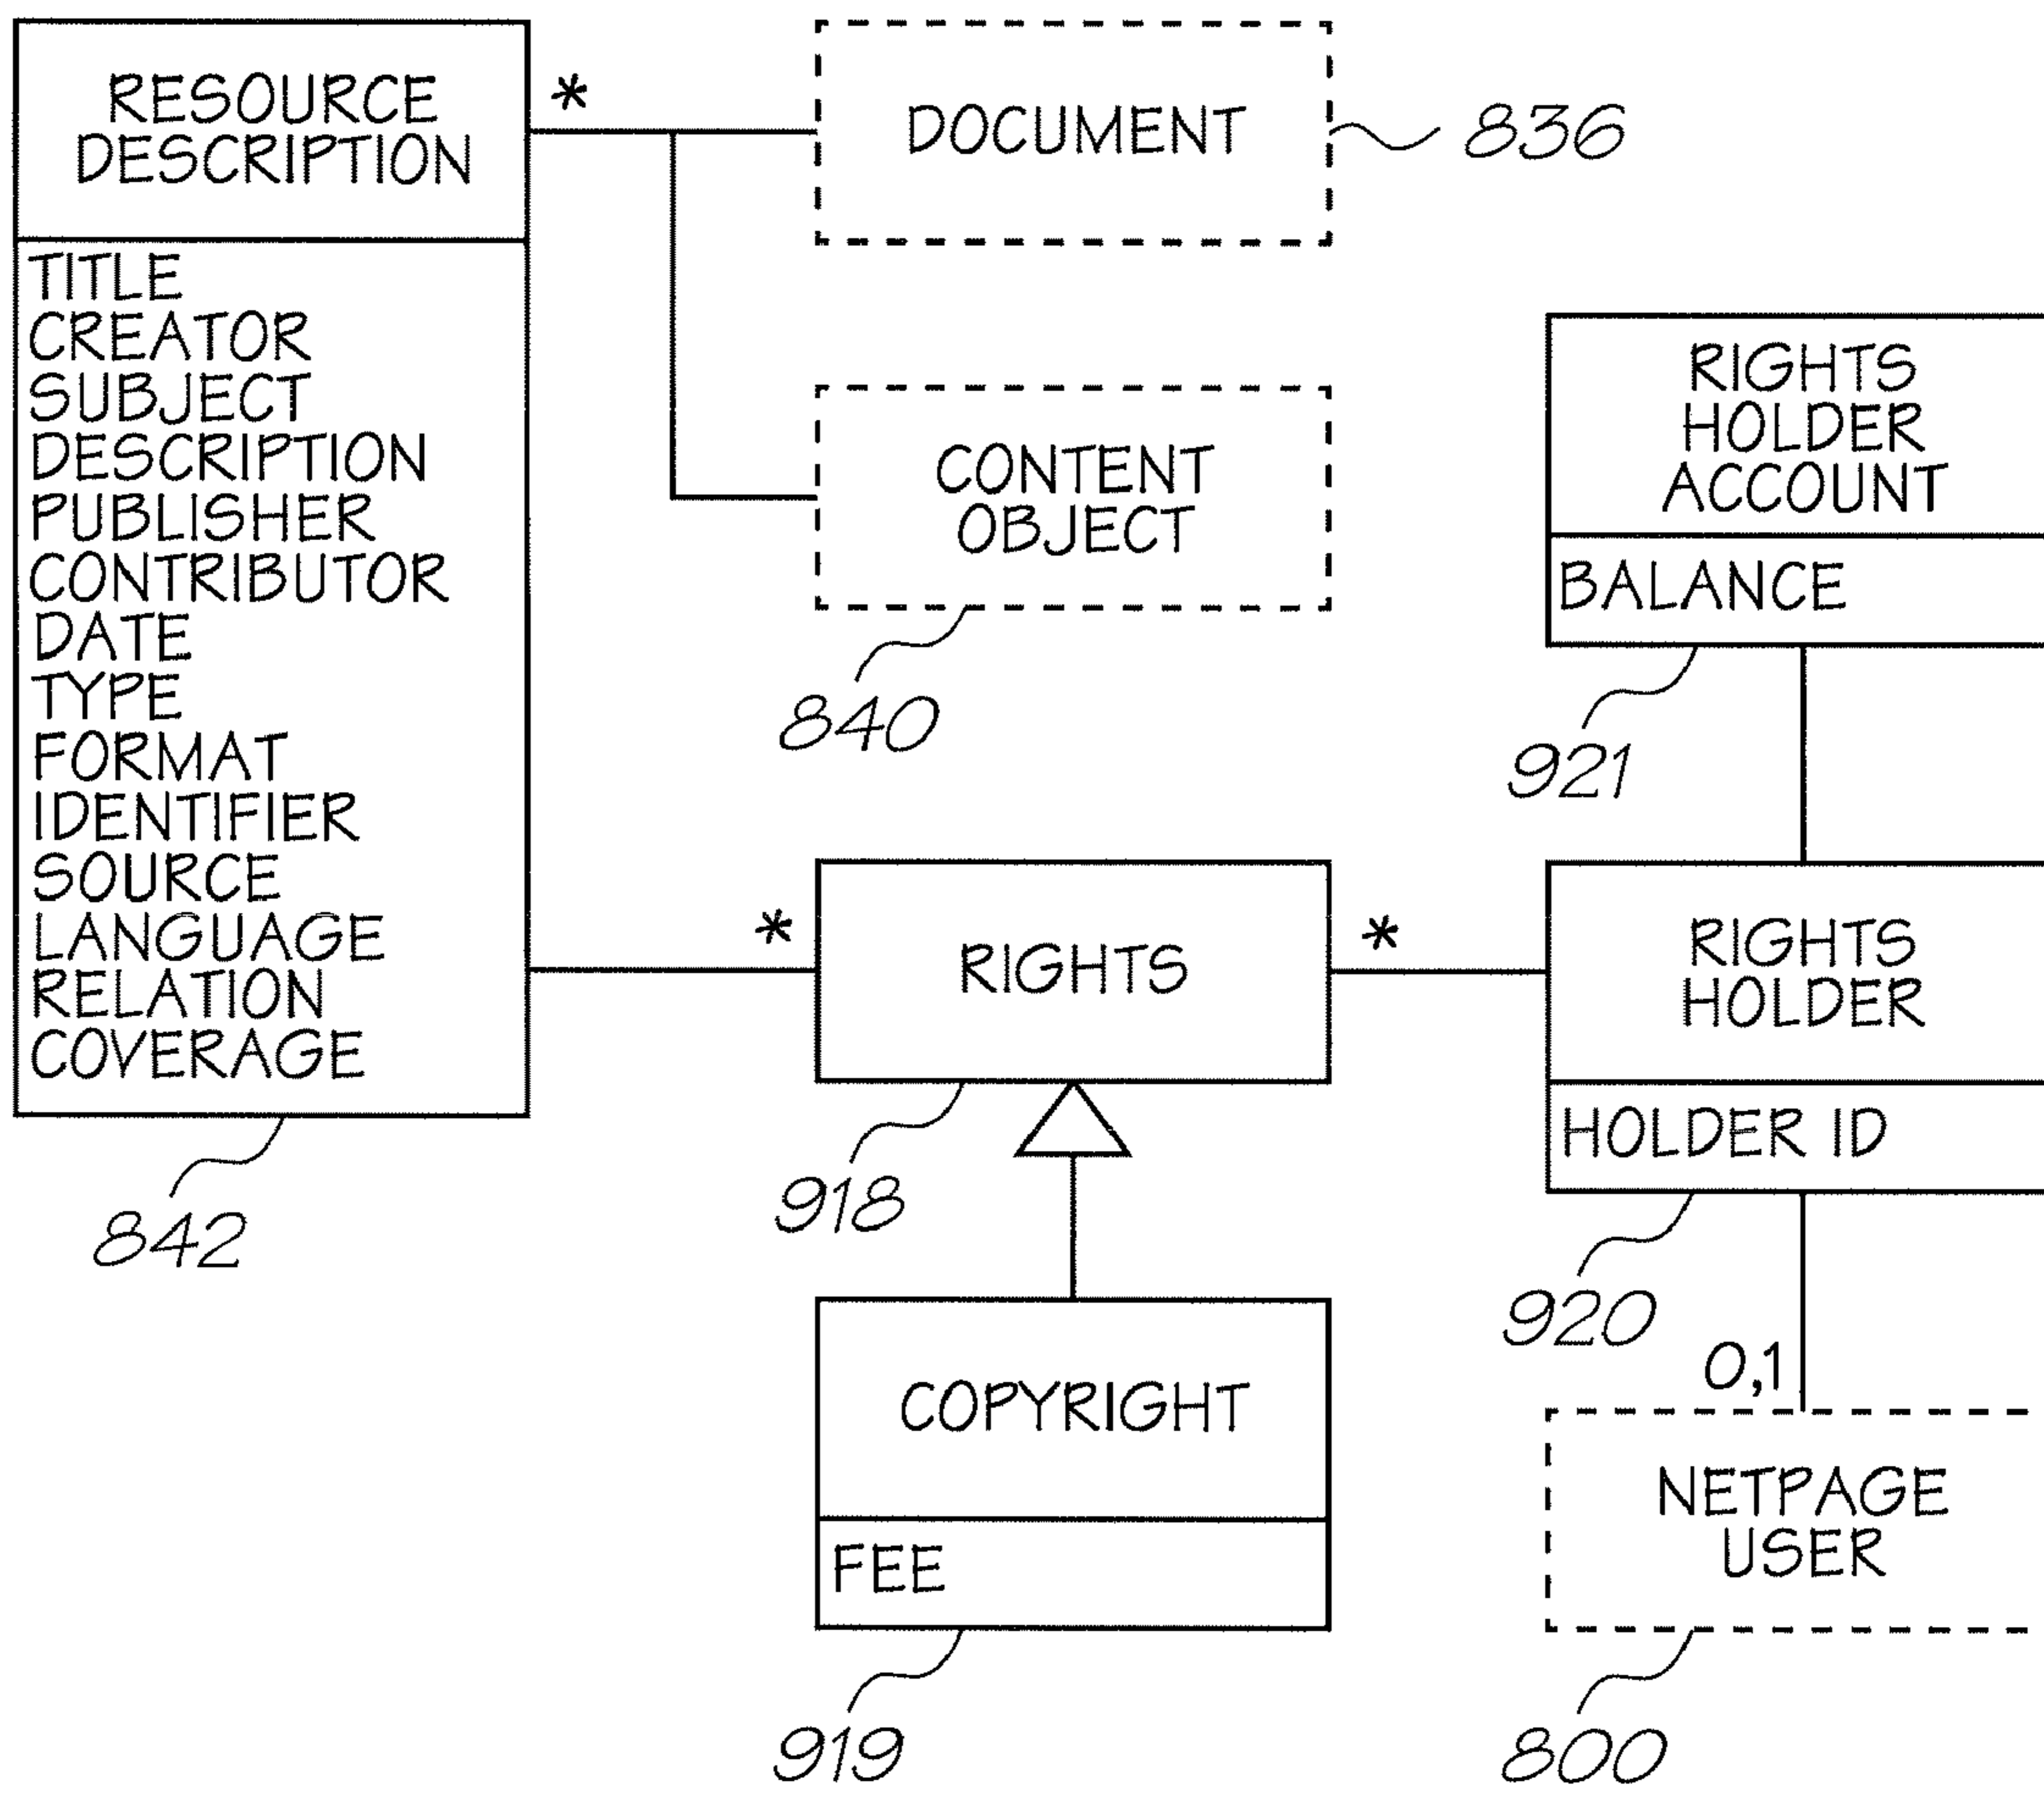 RESOURCE
DESCRIPTION
TITLE
CREATOR
SUBJECT
DESCRIPTION
PUBLISHER
CONTRIBUTOR
DATE
TYPE
FORMAT
IDENTIFIER
SOURCE
LANGUAGE
RELATION
COVERAGE
842
*
DOCUMENT
836
CONTENT
OBJECT
840
RIGHTS
HOLDER
ACCOUNT
BALANCE
921
*
RIGHTS
918
*
RIGHTS
HOLDER
HOLDER ID
920
COPYRIGHT
FEE
919
0,1
NETPAGE
USER
800